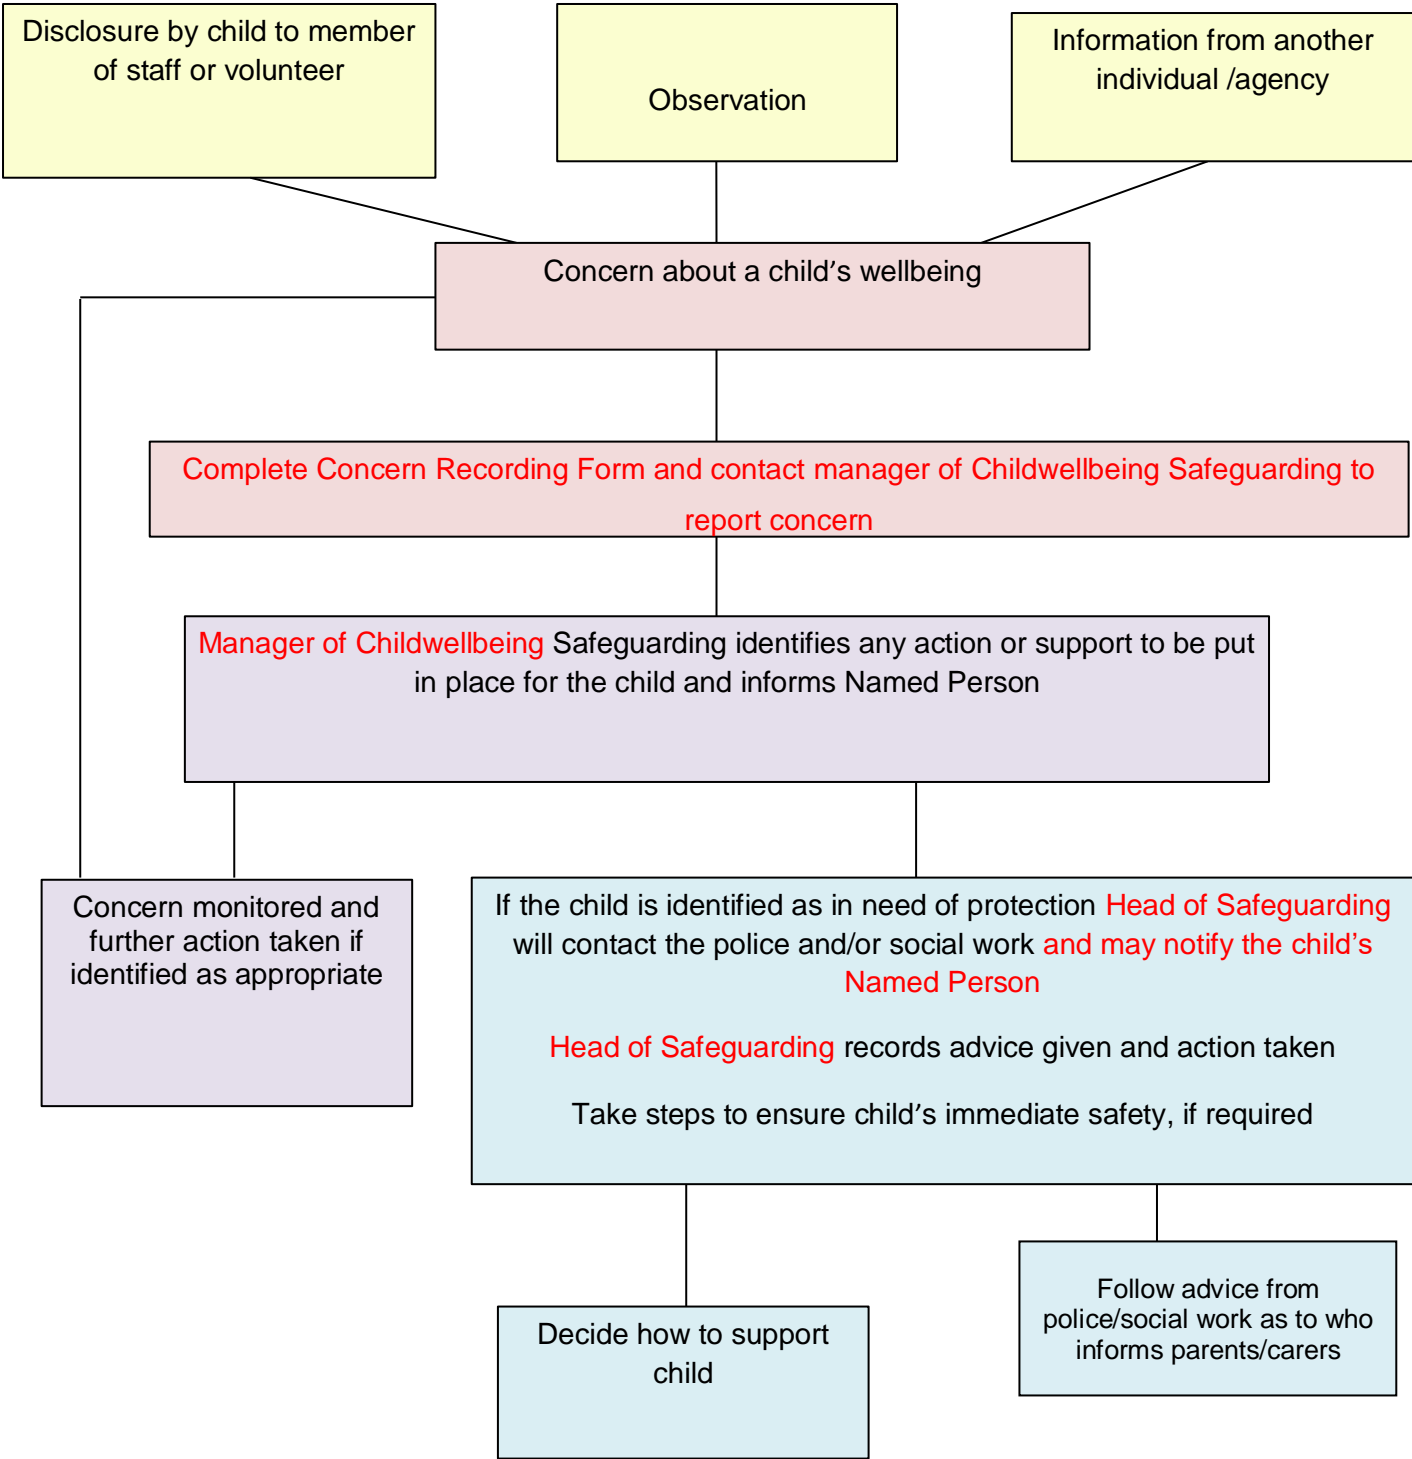 Disclosure by child to member
of staff or volunteer
Observation
Information from another
individual /agency
Concern about a child’s wellbeing
Complete Concern Recording Form and contact manager of Childwellbeing Safeguarding to
report concern
Manager of Childwellbeing Safeguarding identifies any action or support to be put
in place for the child and informs Named Person
Concern monitored and
further action taken if
identified as appropriate
If the child is identified as in need of protection Head of Safeguarding
will contact the police and/or social work and may notify the child’s
Named Person
Head of Safeguarding records advice given and action taken
Take steps to ensure child’s immediate safety, if required
Decide how to support
child
Follow advice from
police/social work as to who
informs parents/carers